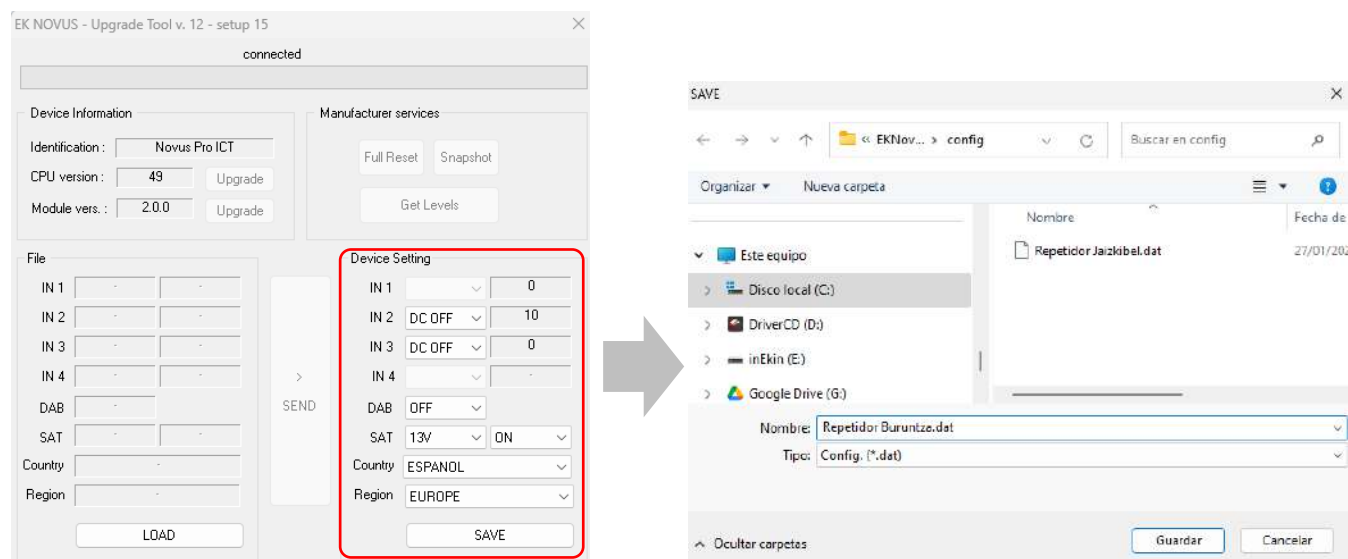 EK NOVUS - Upgrade Tool v. 12 - setup 15
connected
Device Information
Identification : Novus Pro ICT
CPU version : 49 Upgrade
Module vers. : 2.0.0 Upgrade
Manufacturer services
Full Reset Snapshot
Get Levels
File
IN 1 - -
IN 2 - -
IN 3 - -
IN 4 - -
DAB -
SAT - -
Country -
Region -
LOAD
>
SEND
Device Setting
IN 1 0
IN 2 DC OFF 10
IN 3 DC OFF 0
IN 4 -
DAB OFF
SAT 13V ON
Country ESPANOL
Region EUROPE
SAVE
SAVE
« EKNov... > config
Buscar en config
Organizar
Nueva carpeta
Nombre Fecha de
Repetidor Jaizkibel.dat 27/01/202
Este equipo
Disco local (C:)
DriverCD (D:)
inEkin (E:)
Google Drive (G:)
Nombre: Repetidor Buruntza.dat
Tipo: Config. (*.dat)
Ocultar carpetas
Guardar Cancelar